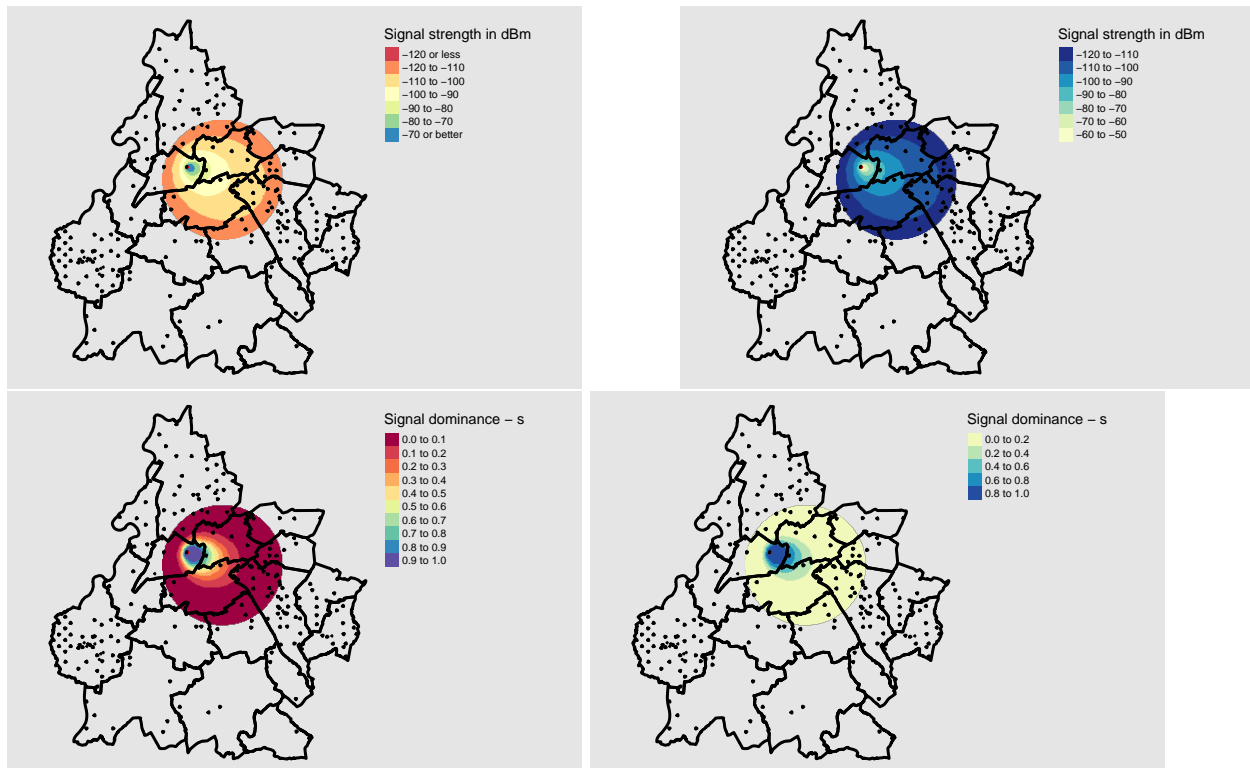 Signal strength in dBm
−120 or less
−120 to −110
−110 to −100
−100 to −90
−90 to −80
−80 to −70
−70 or better
Signal strength in dBm
−120 to −110
−110 to −100
−100 to −90
−90 to −80
−80 to −70
−70 to −60
−60 to −50
Signal dominance − s
0.0 to 0.1
0.1 to 0.2
0.2 to 0.3
0.3 to 0.4
0.4 to 0.5
0.5 to 0.6
0.6 to 0.7
0.7 to 0.8
0.8 to 0.9
0.9 to 1.0
Signal dominance − s
0.0 to 0.2
0.2 to 0.4
0.4 to 0.6
0.6 to 0.8
0.8 to 1.0